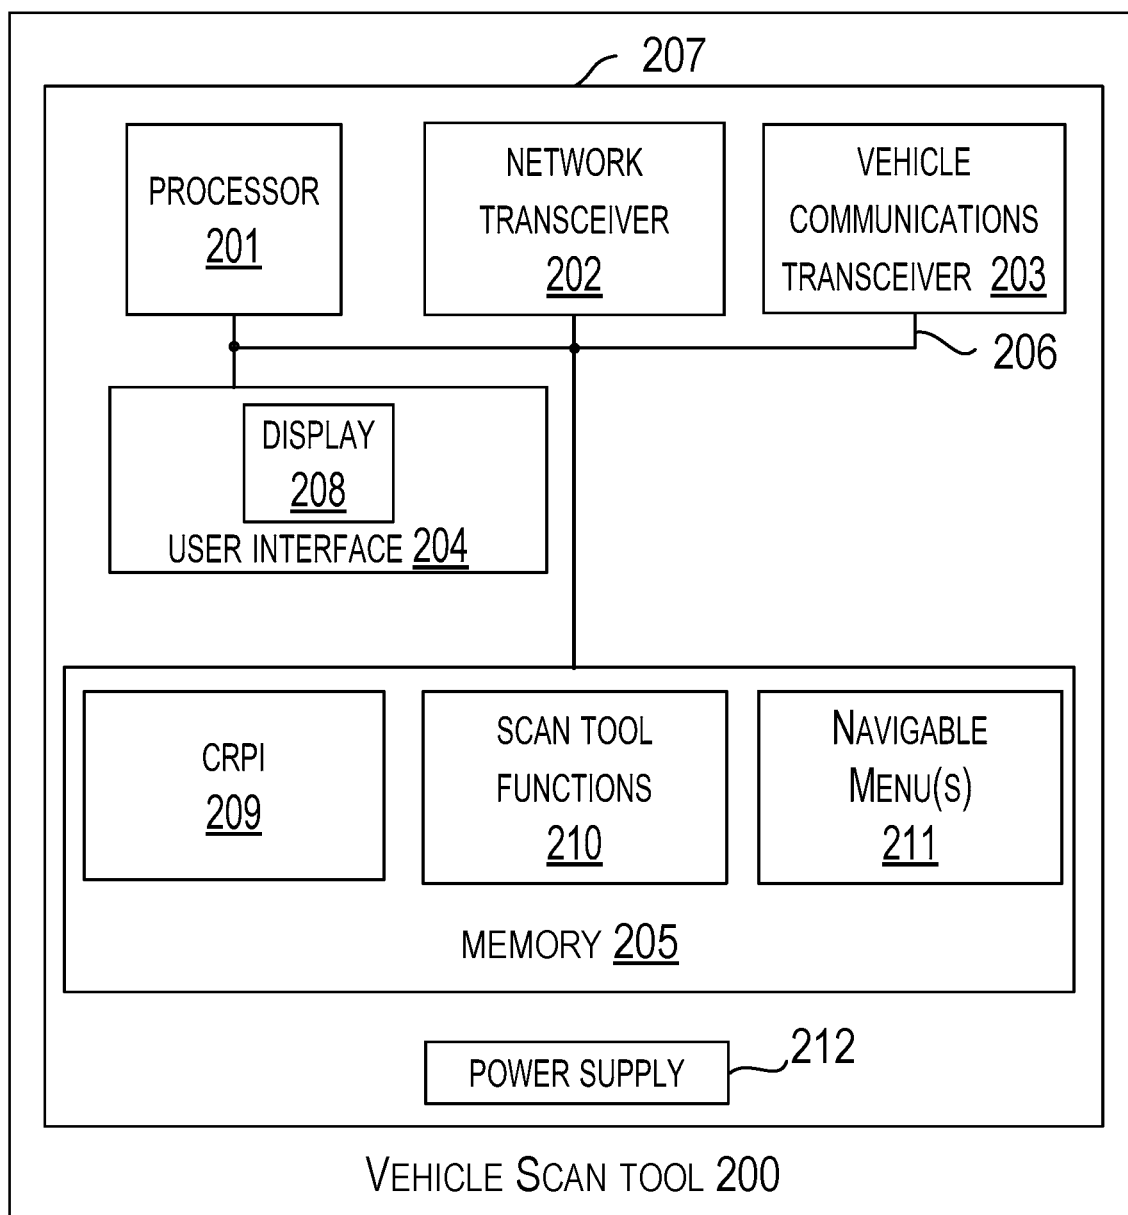 207
PROCESSOR
201
NETWORK
TRANSCEIVER
202
VEHICLE
COMMUNICATIONS
TRANSCEIVER 203
206
DISPLAY
208
USER INTERFACE 204
CRPI
209
SCAN TOOL
FUNCTIONS
210
NAVIGABLE
MENU(S)
211
MEMORY 205
POWER SUPPLY
212
VEHICLE SCAN TOOL 200